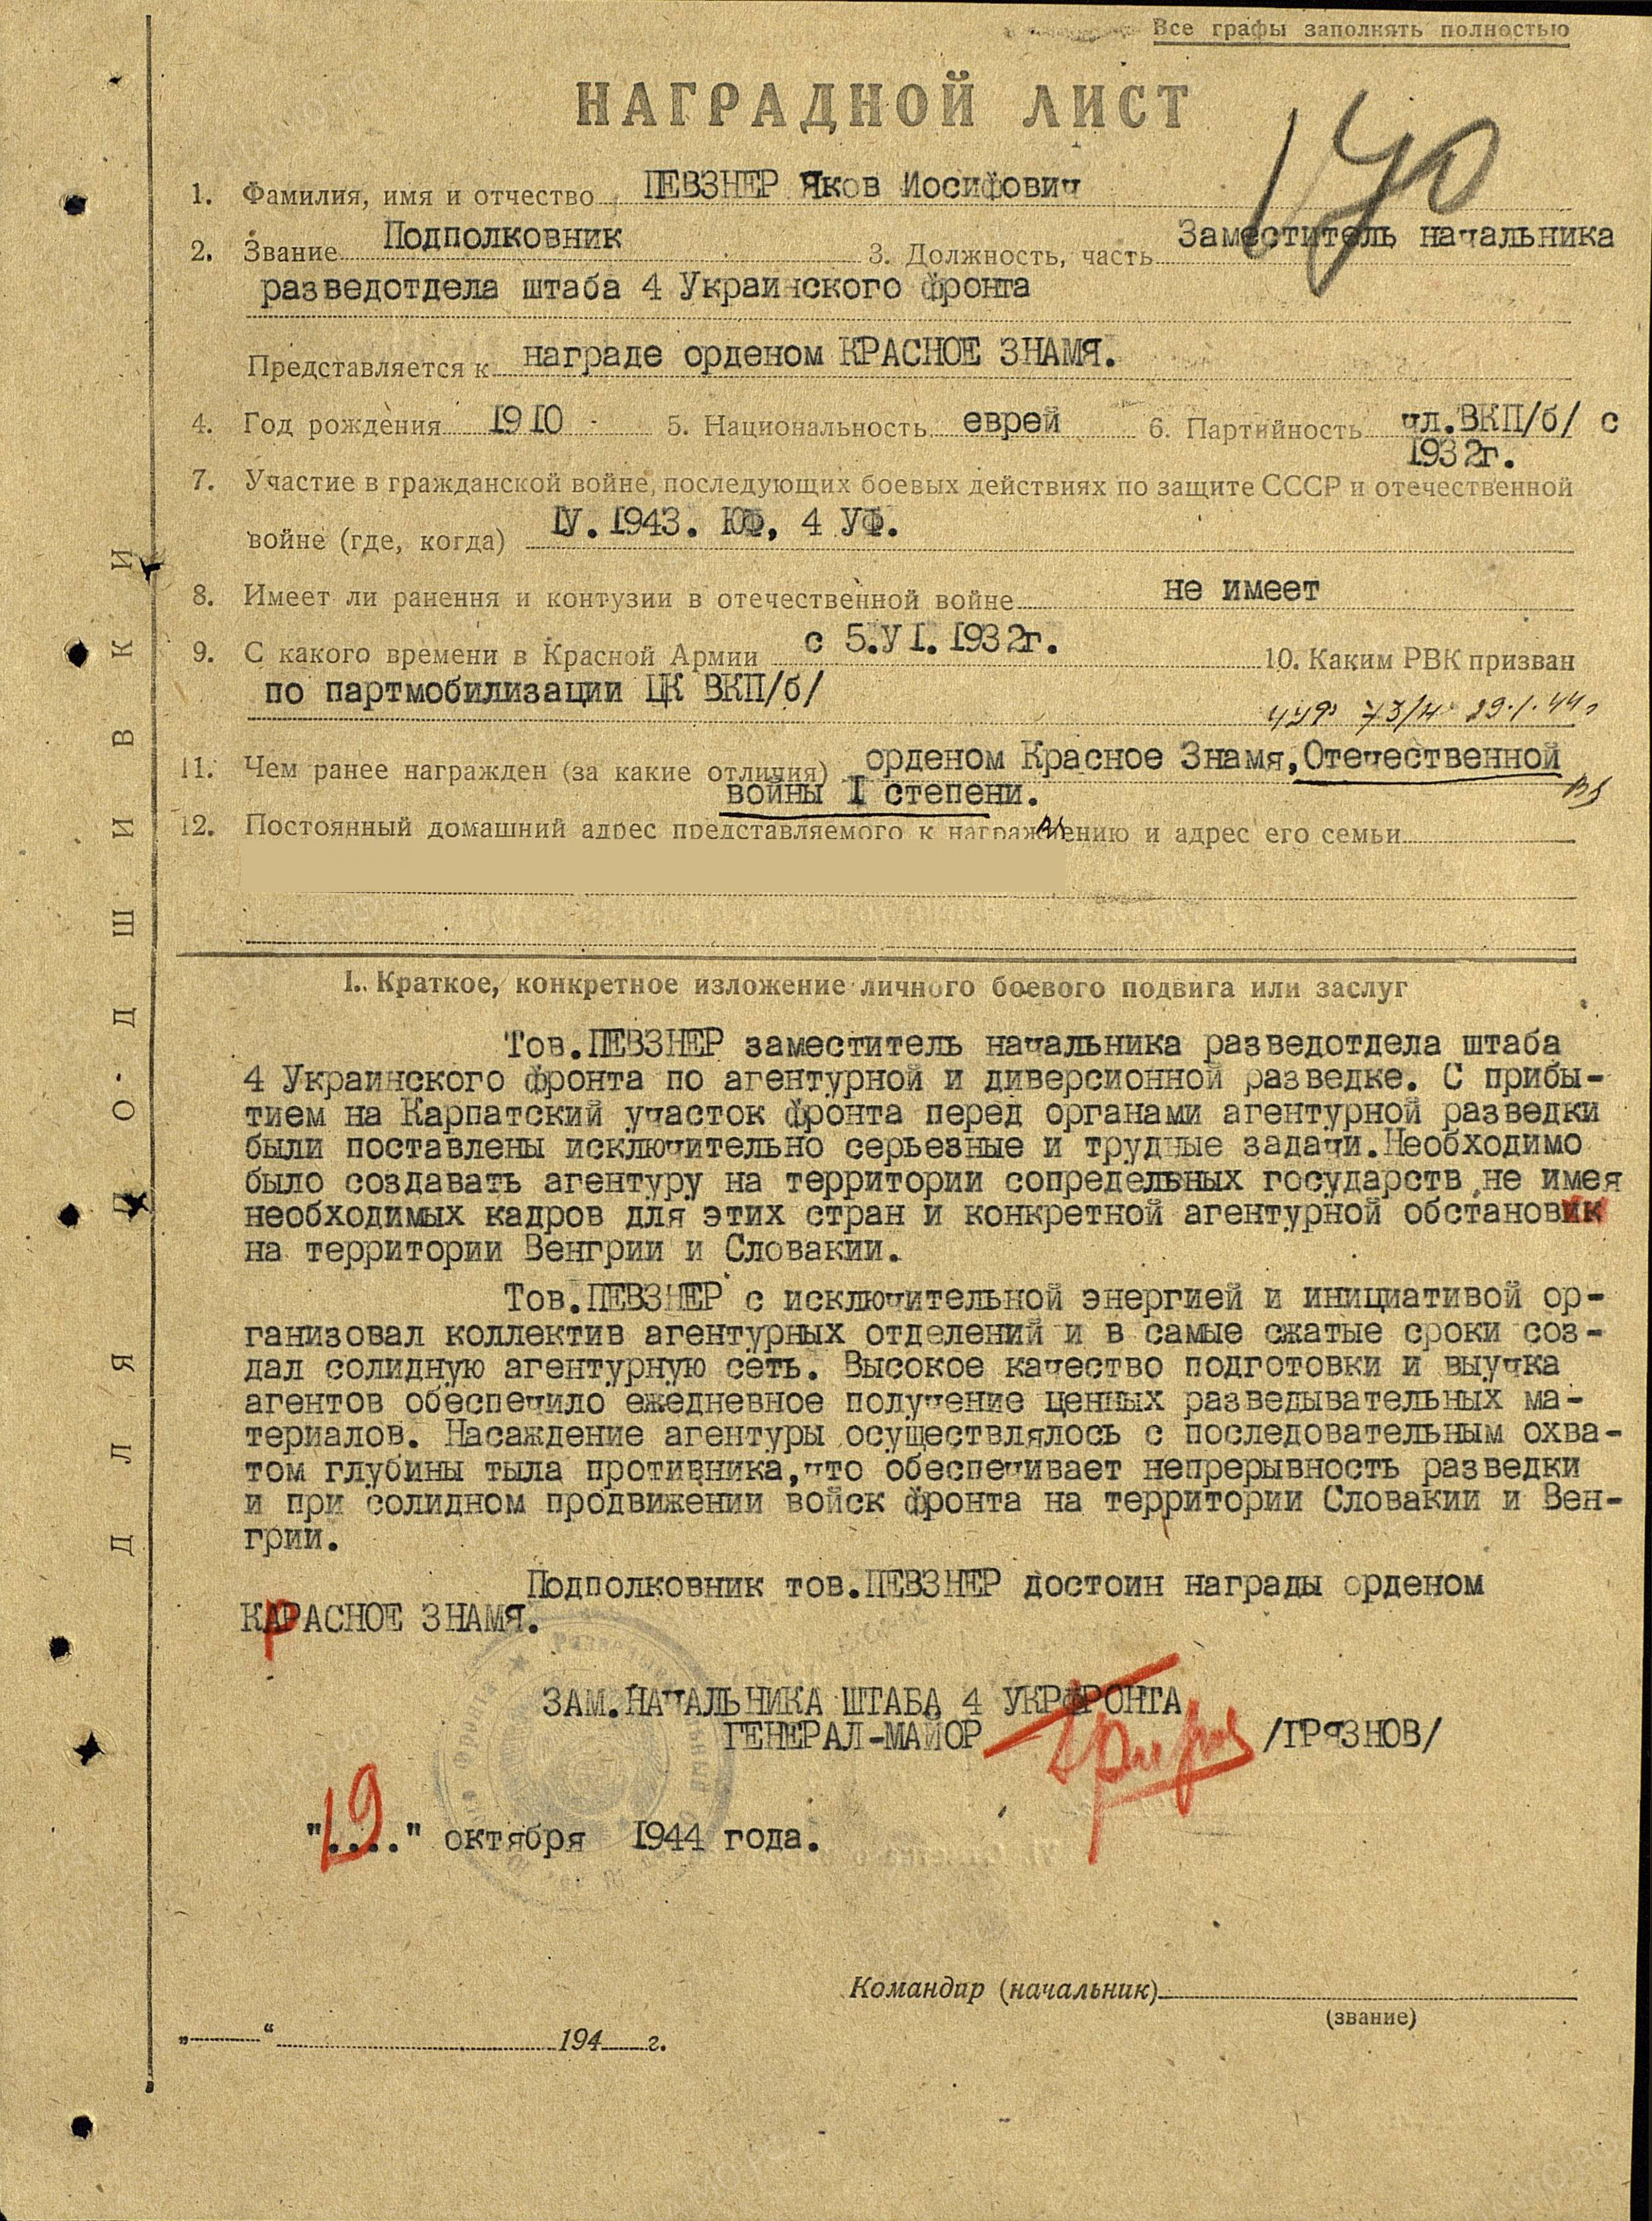 Все графы заполнять полностью
НАГРАДНОЙ ЛИСТ
190
1. Фамилия, имя и отчество ПЕВЗНЕР Яков Иосифович
2. Звание Подполковник 3. Должность, часть Заместитель начальника
разведотдела штаба 4 Украинского фронта
Представляется к награде орденом КРАСНОЕ ЗНАМЯ.
4. Год рождения 1910 5. Национальность еврей 6. Партийность чл.ВКП/б/ с
1932г.
7. Участие в гражданской войне, последующих боевых действиях по защите СССР и отечественной
войне (где, когда) IУ.1943. ЮФ, 4 УФ.
8. Имеет ли ранения и контузии в отечественной войне не имеет
9. С какого времени в Красной Армии с 5.УI.1932г. 10. Каким РВК призван
по партмобилизации ЦК ВКП/б/
73/н 29.1.44г
11. Чем ранее награжден (за какие отличия) орденом Красное Знамя, Отечественной
войны I степени.
12. Постоянный домашний адрес представляемого к награждению и адрес его семьи
I. Краткое, конкретное изложение личного боевого подвига или заслуг
Тов.ПЕВЗНЕР заместитель начальника разведотдела штаба
4 Украинского фронта по агентурной и диверсионной разведке. С прибы-
тием на Карпатский участок фронта перед органами агентурной разведки
были поставлены исключительно серьезные и трудные задачи.Необходимо
было создавать агентуру на территории сопредельных государств,не имея
необходимых кадров для этих стран и конкретной агентурной обстановик
на территории Венгрии и Словакии.
Тов.ПЕВЗНЕР с исключительной энергией и инициативой ор-
ганизовал коллектив агентурных отделений и в самые сжатые сроки соз-
дал солидную агентурную сеть. Высокое качество подготовки и выучка
агентов обеспечило ежедневное получение ценных разведывательных ма-
териалов. Насаждение агентуры осуществлялось с последовательным охва-
том глубины тыла противника,что обеспечивает непрерывность разведки
и при солидном продвижении войск фронта на территории Словакии и Вен-
грии.
Подполковник тов.ПЕВЗНЕР достоин награды орденом
КРАСНОЕ ЗНАМЯ.
ЗАМ.НАЧАЛЬНИКА ШТАБА 4 УКРФРОНТА
ГЕНЕРАЛ-МАЙОР /ГРЯЗНОВ/
"19" октября 1944 года.
Командир (начальник)
(звание)
„ “ 194 г.
ДЛЯ ПОДШИВКИ